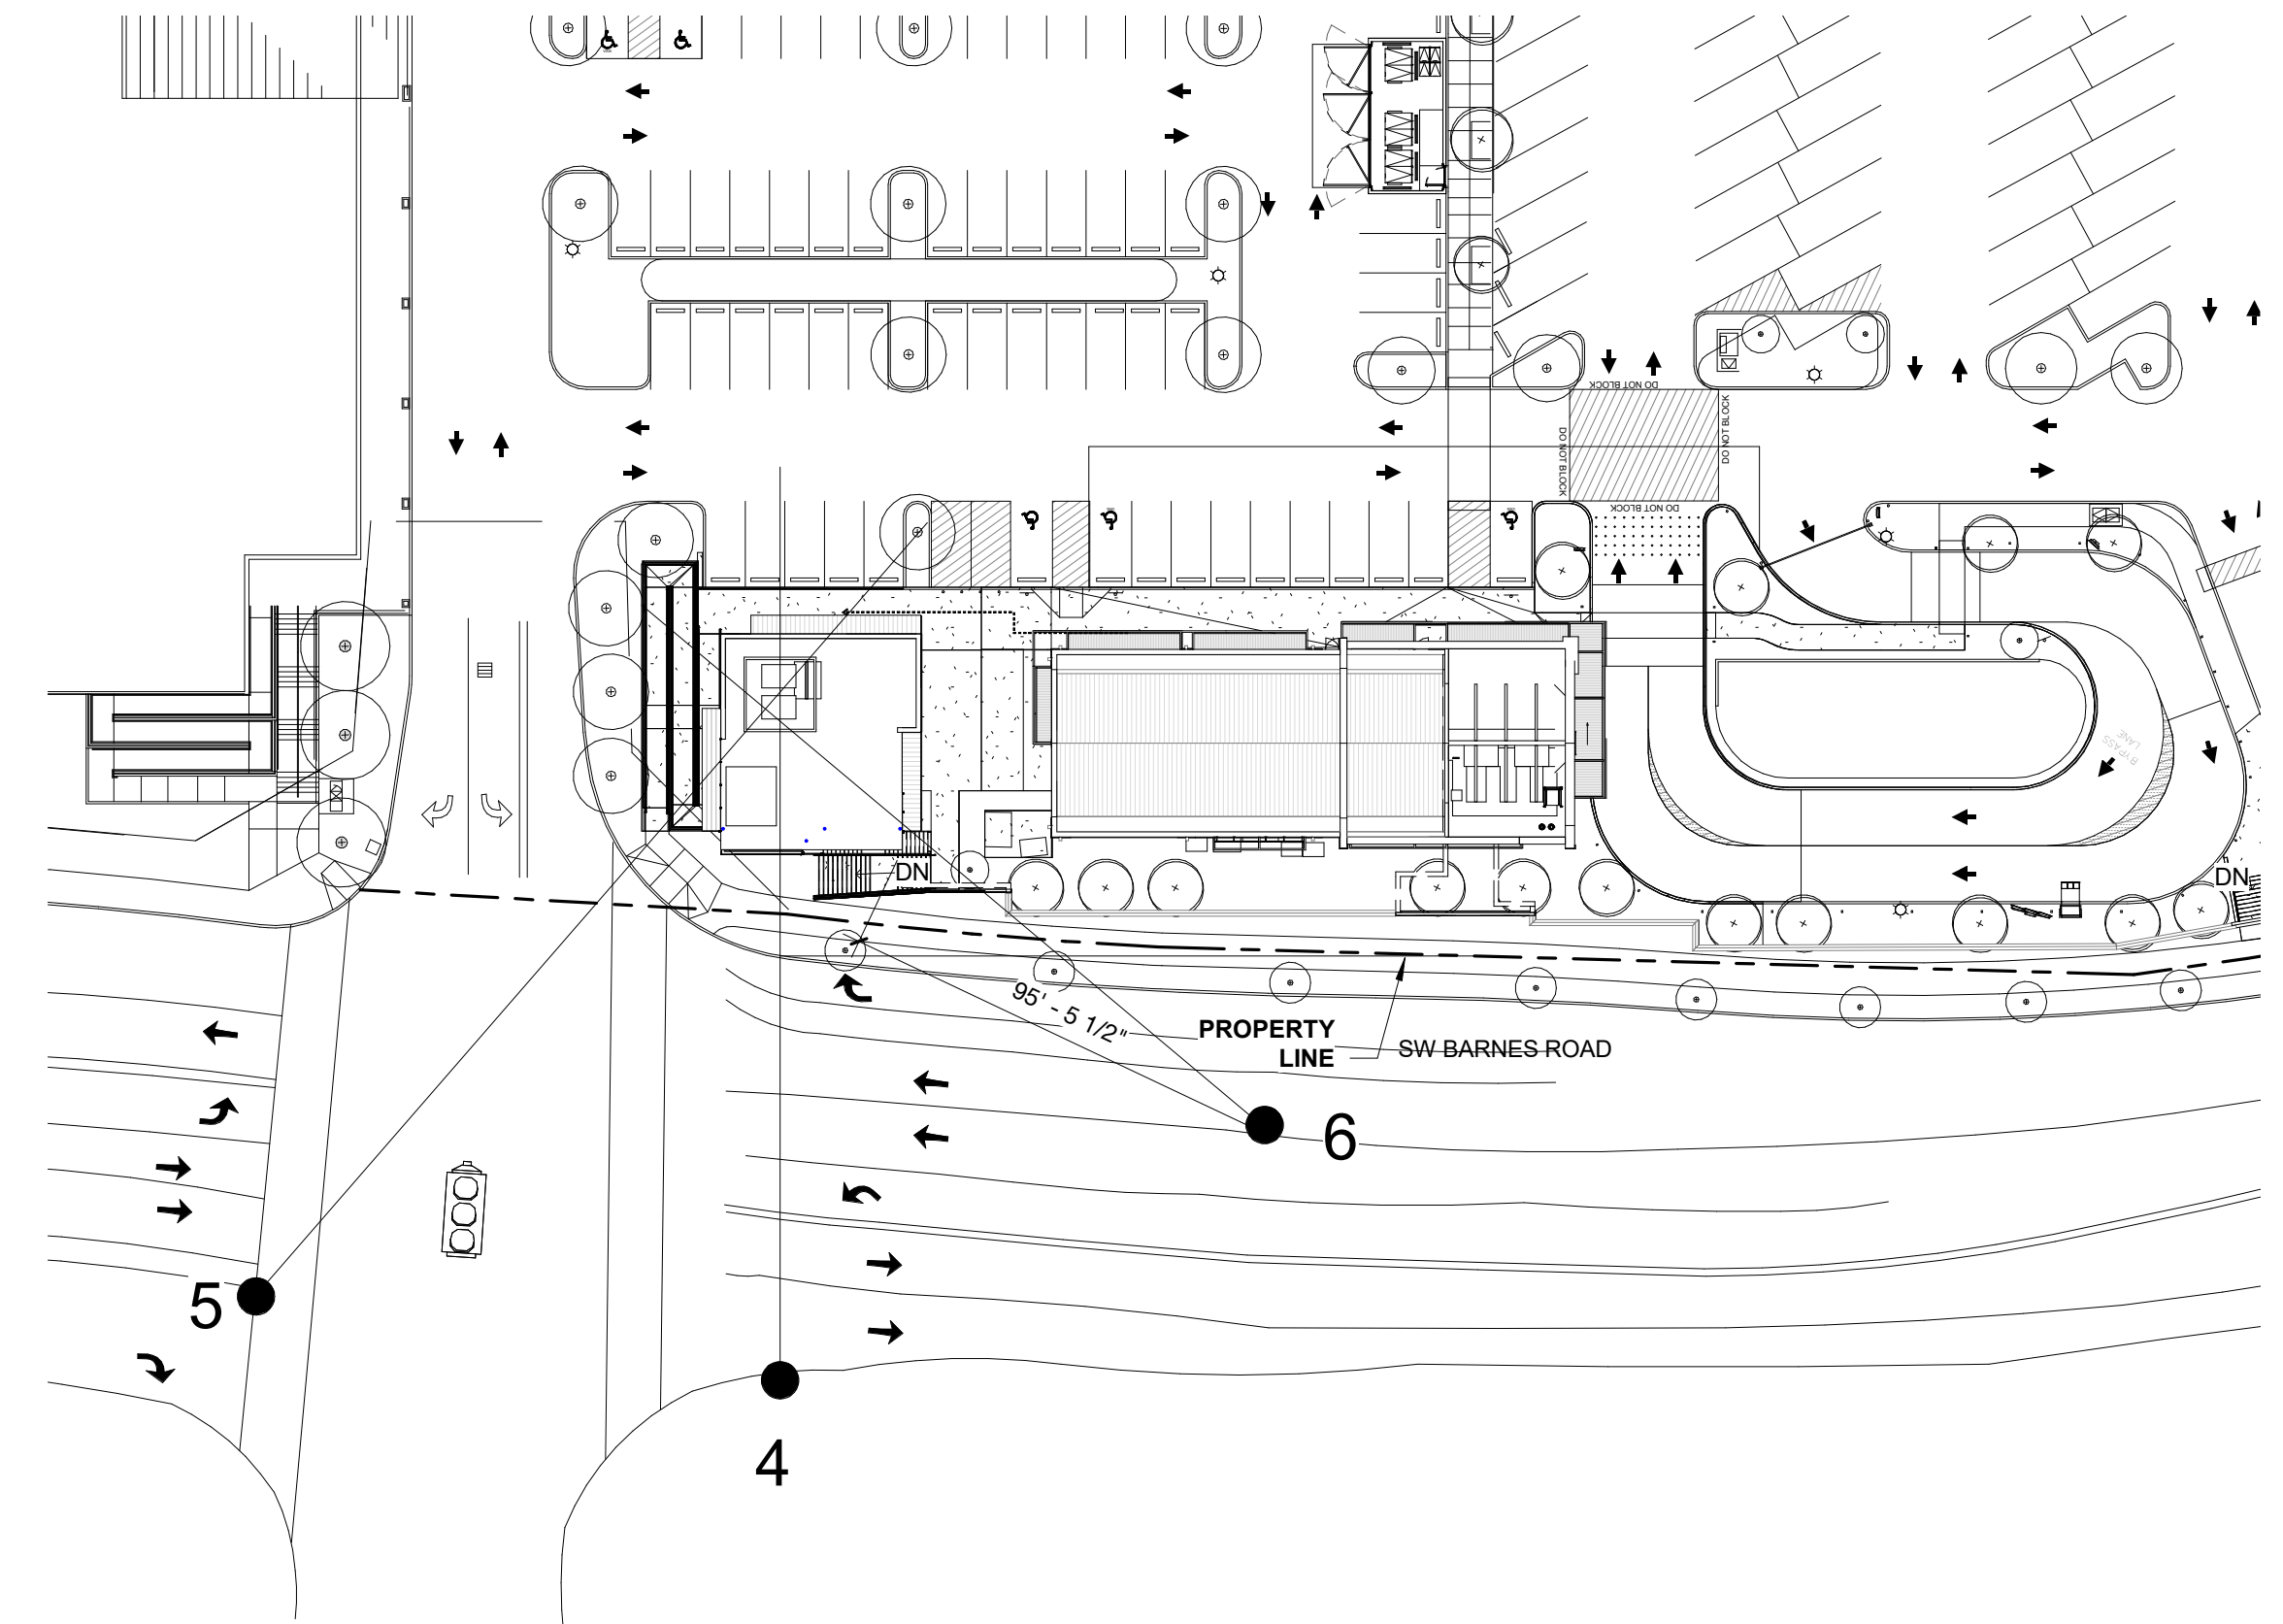 DO NOT BLOCK
DO NOT BLOCK
DO NOT BLOCK
DO NOT BLOCK
BYPASS
LANE
DN
DN
95' - 5 1/2"
PROPERTY
LINE
SW BARNES ROAD
6
5
4